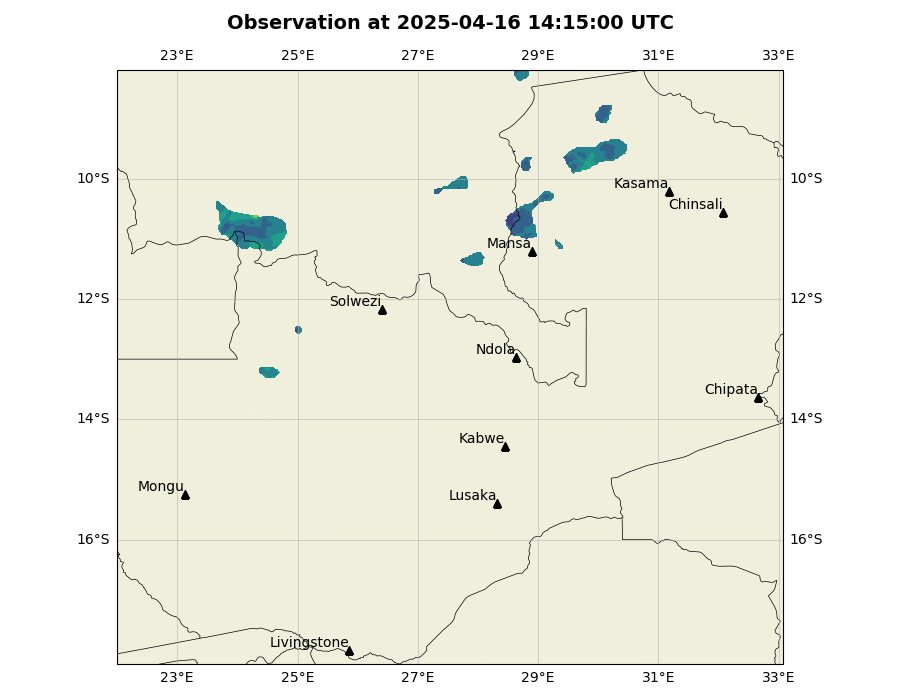 Observation at 2025-04-16 14:15:00 UTC
23°E 25°E 27°E 29°E 31°E 33°E
10°S 10°S
Kasama
Chinsali
Mansa
12°S 12°S
Solwezi
Ndola
Chipata
14°S 14°S
Kabwe
Mongu
Lusaka
16°S 16°S
Livingstone
23°E 25°E 27°E 29°E 31°E 33°E